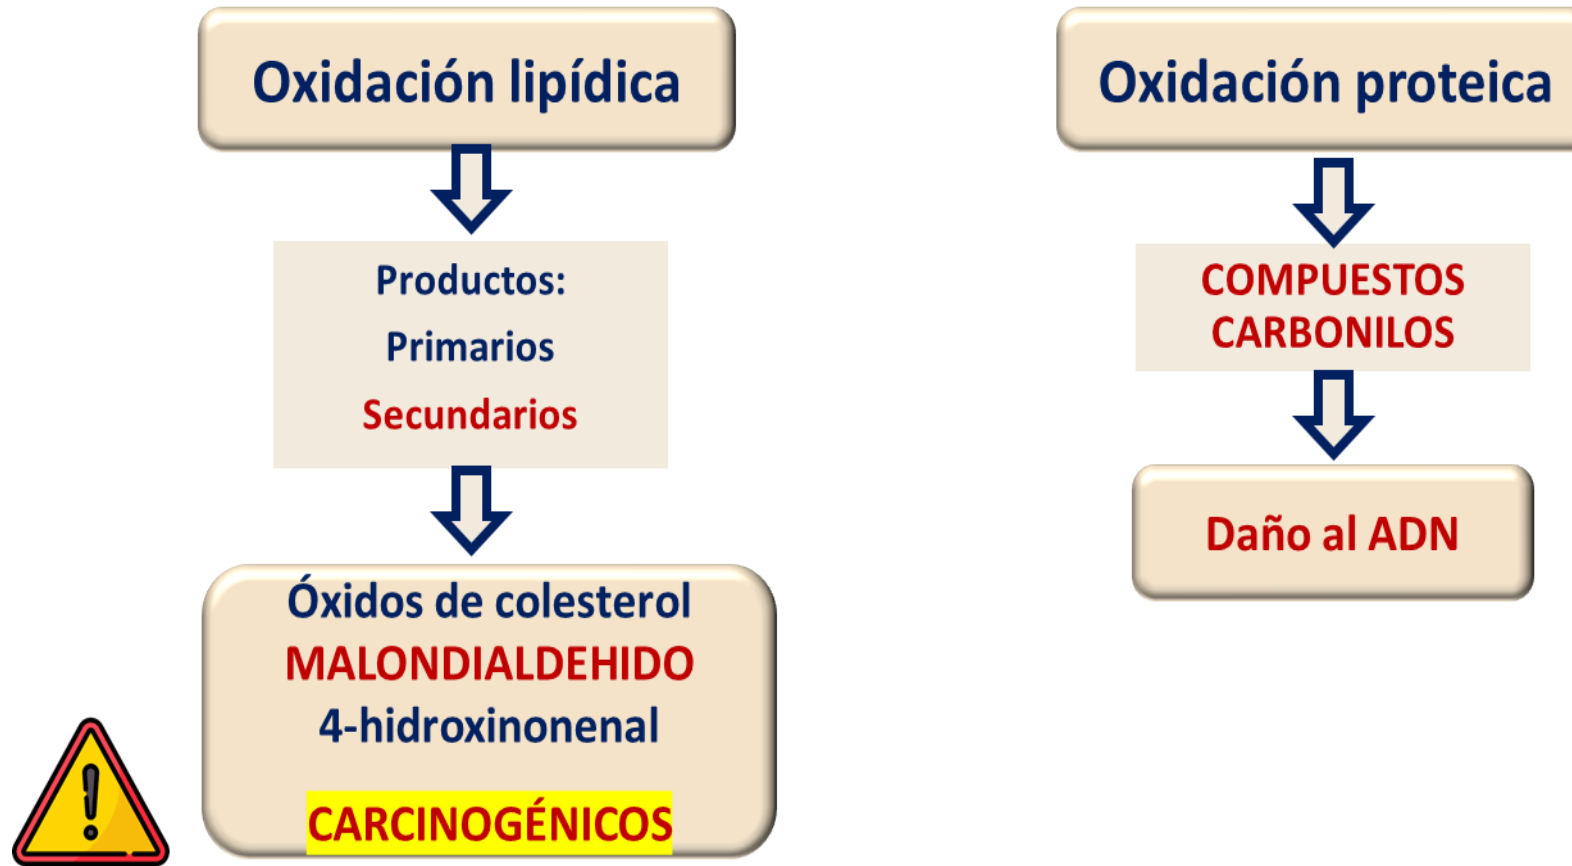 Oxidación lipídica
Productos:
Primarios
Secundarios
Óxidos de colesterol
MALONDIALDEHIDO
4-hidroxinonenal
CARCINOGÉNICOS
Oxidación proteica
COMPUESTOS
CARBONILOS
Daño al ADN